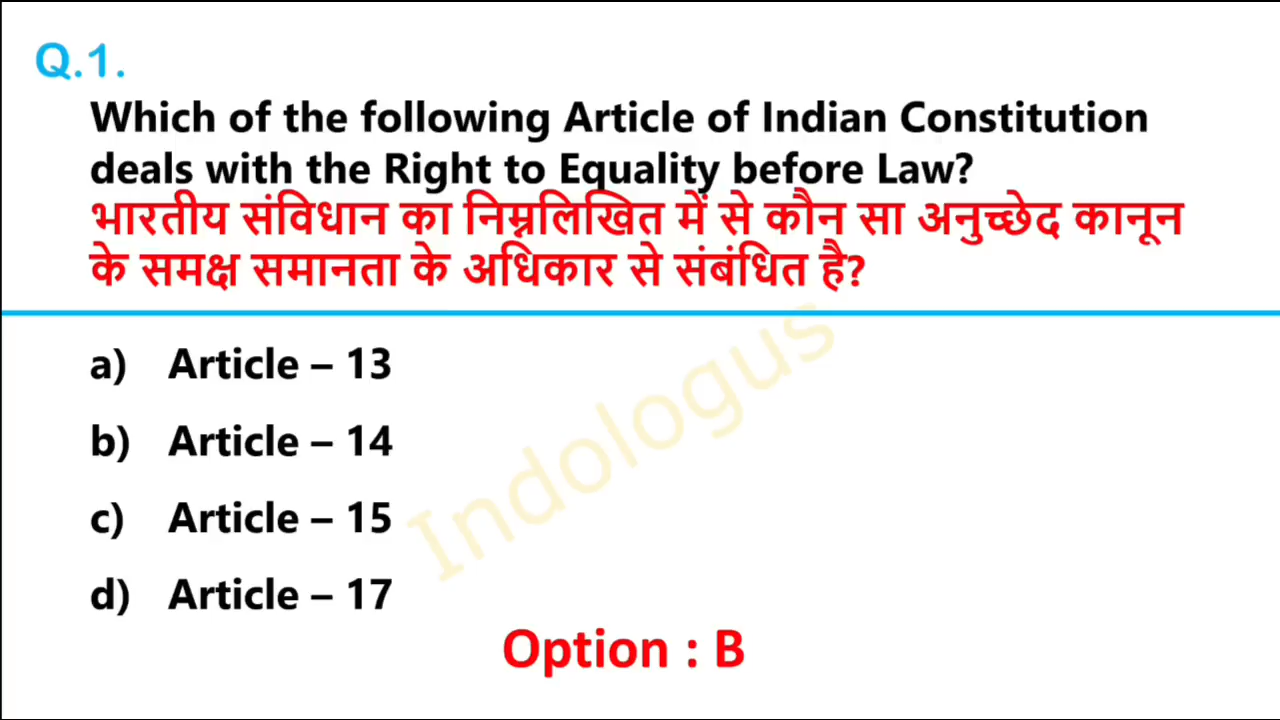 Q.1.
Which of the following Article of Indian Constitution
deals with the Right to Equality before Law?
भारतीय संविधान का निम्नलिखित में से कौन सा अनुच्छेद कानून
के समक्ष समानता के अधिकार से संबंधित है?
a) Article – 13
b) Article – 14
c) Article – 15
d) Article – 17
Indologus
Option : B